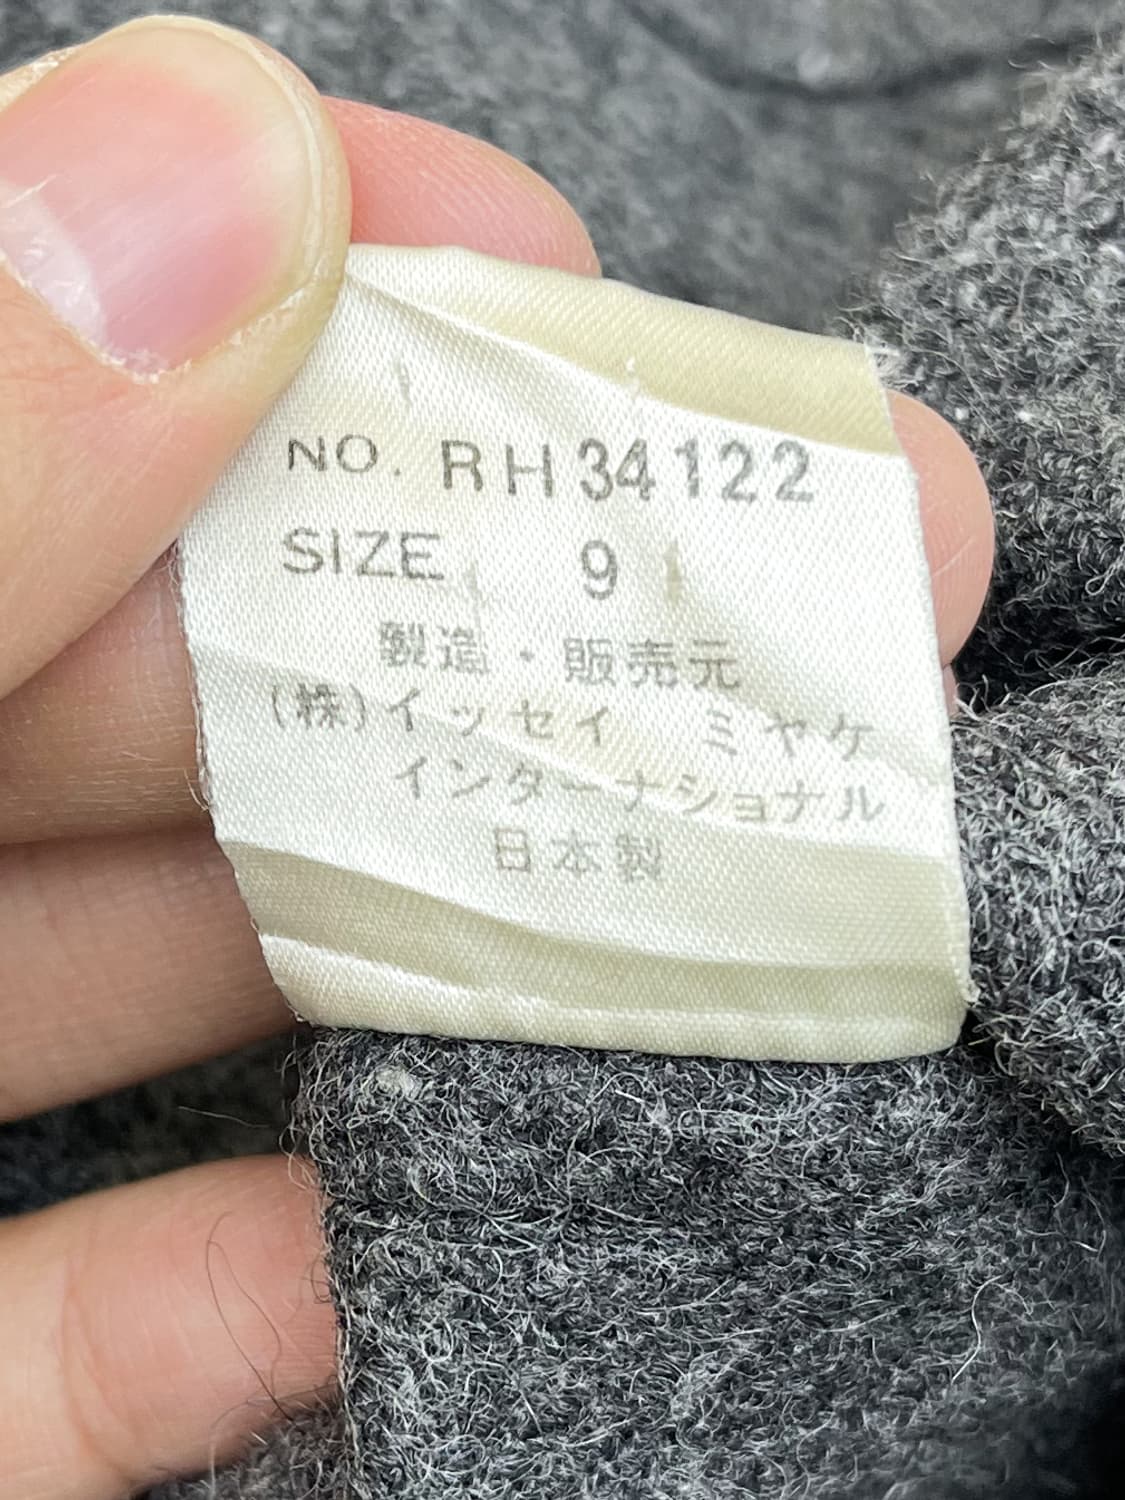 NO. RH34122
SIZE 9
製造・販売元
(株)イッセイ ミヤケ
インターナショナル
日本製